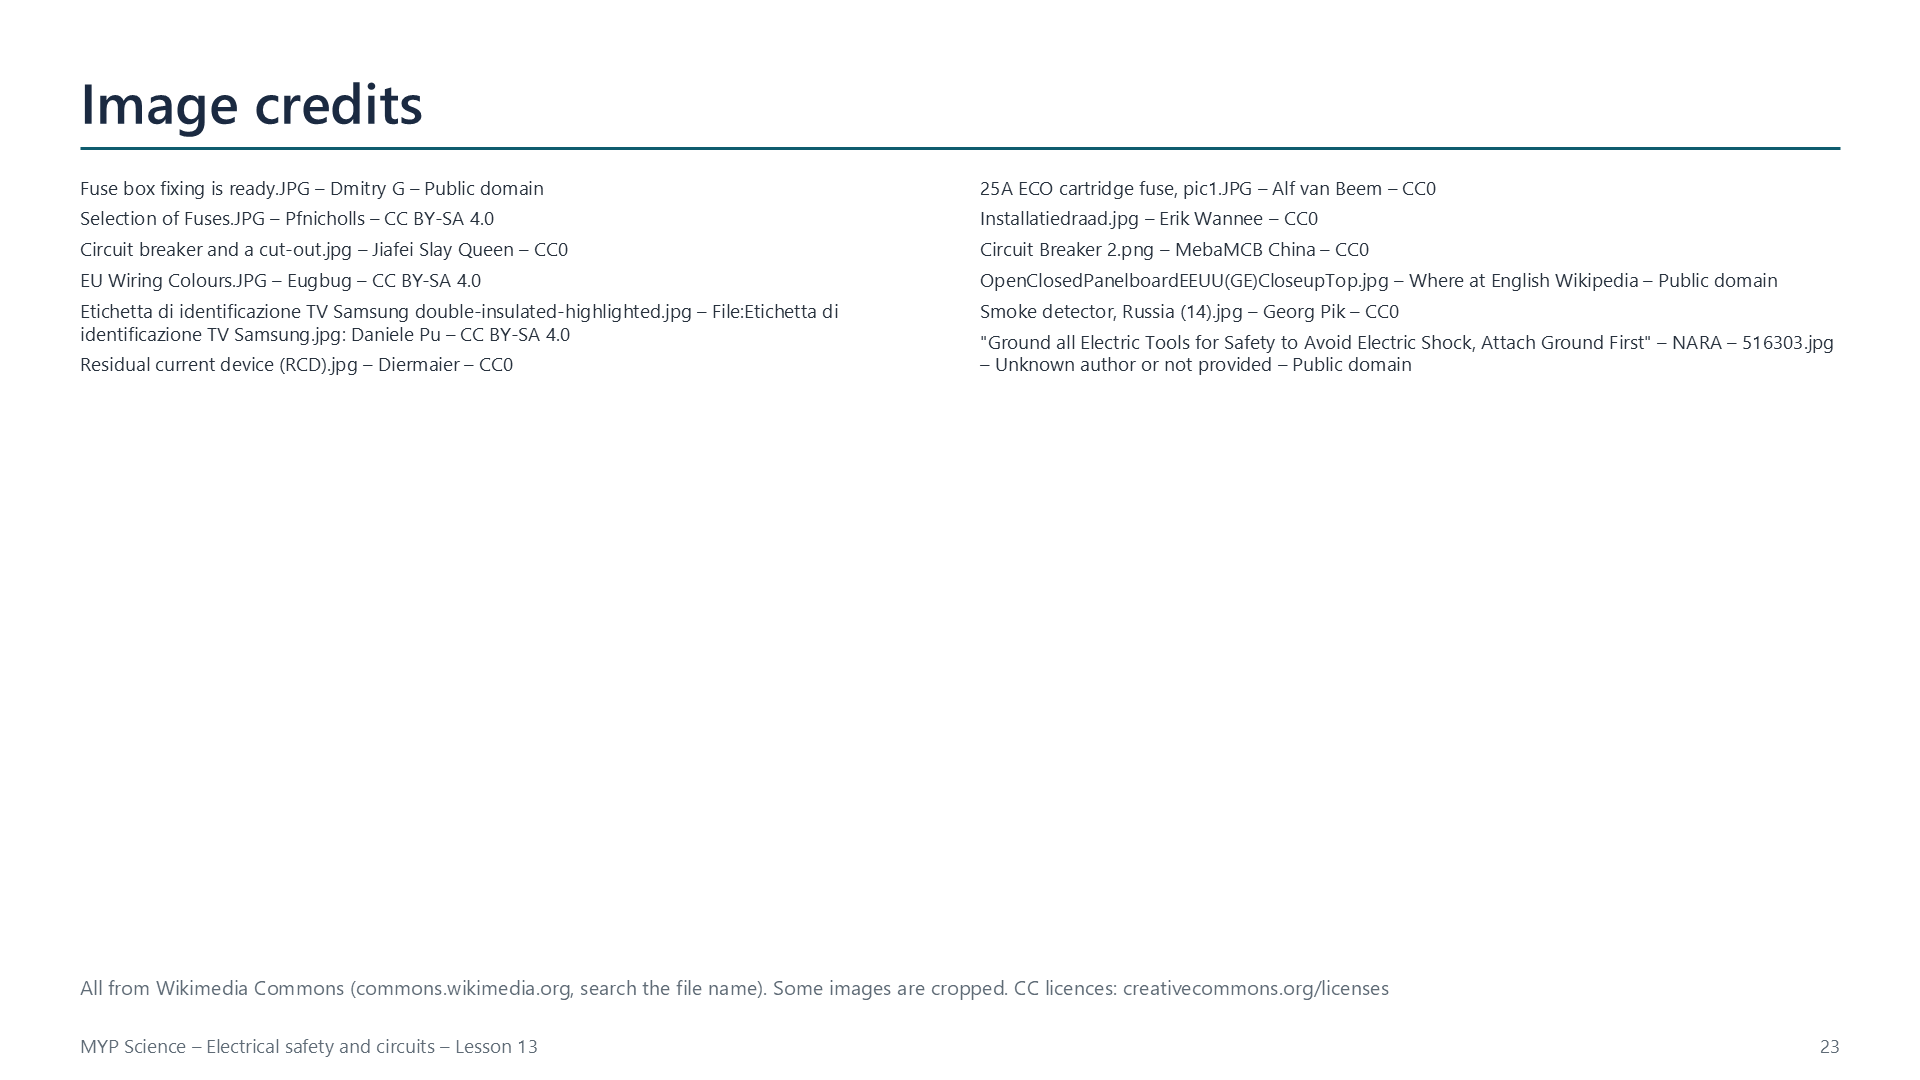 Image credits
Fuse box fixing is ready.JPG – Dmitry G – Public domain
Selection of Fuses.JPG – Pfnicholls – CC BY-SA 4.0
Circuit breaker and a cut-out.jpg – Jiafei Slay Queen – CC0
EU Wiring Colours.JPG – Eugbug – CC BY-SA 4.0
Etichetta di identificazione TV Samsung double-insulated-highlighted.jpg – File:Etichetta di
identificazione TV Samsung.jpg: Daniele Pu – CC BY-SA 4.0
Residual current device (RCD).jpg – Diermaier – CC0
25A ECO cartridge fuse, pic1.JPG – Alf van Beem – CC0
Installatiedraad.jpg – Erik Wannee – CC0
Circuit Breaker 2.png – MebaMCB China – CC0
OpenClosedPanelboardEEUU(GE)CloseupTop.jpg – Where at English Wikipedia – Public domain
Smoke detector, Russia (14).jpg – Georg Pik – CC0
"Ground all Electric Tools for Safety to Avoid Electric Shock, Attach Ground First" – NARA – 516303.jpg
– Unknown author or not provided – Public domain
All from Wikimedia Commons (commons.wikimedia.org, search the file name). Some images are cropped. CC licences: creativecommons.org/licenses
MYP Science – Electrical safety and circuits – Lesson 13
23